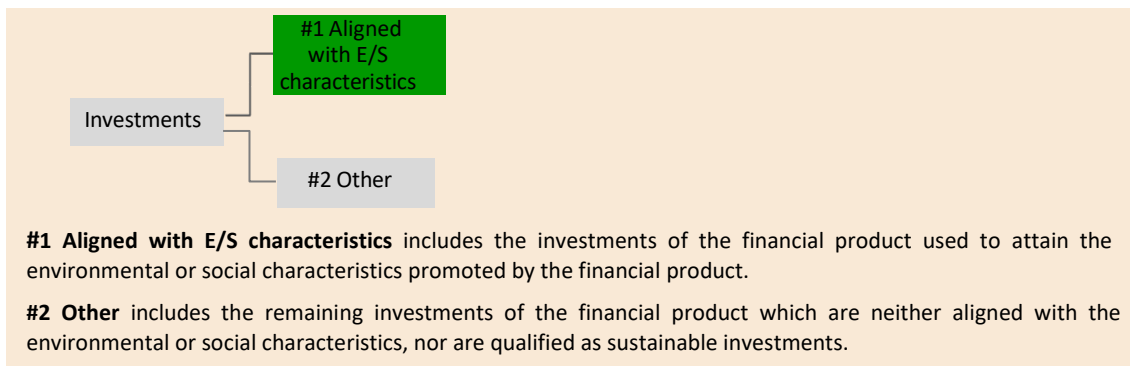 #1 Aligned
with E/S
characteristics
Investments
#2 Other
#1 Aligned with E/S characteristics includes the investments of the financial product used to attain the
environmental or social characteristics promoted by the financial product.
#2 Other includes the remaining investments of the financial product which are neither aligned with the
environmental or social characteristics, nor are qualified as sustainable investments.